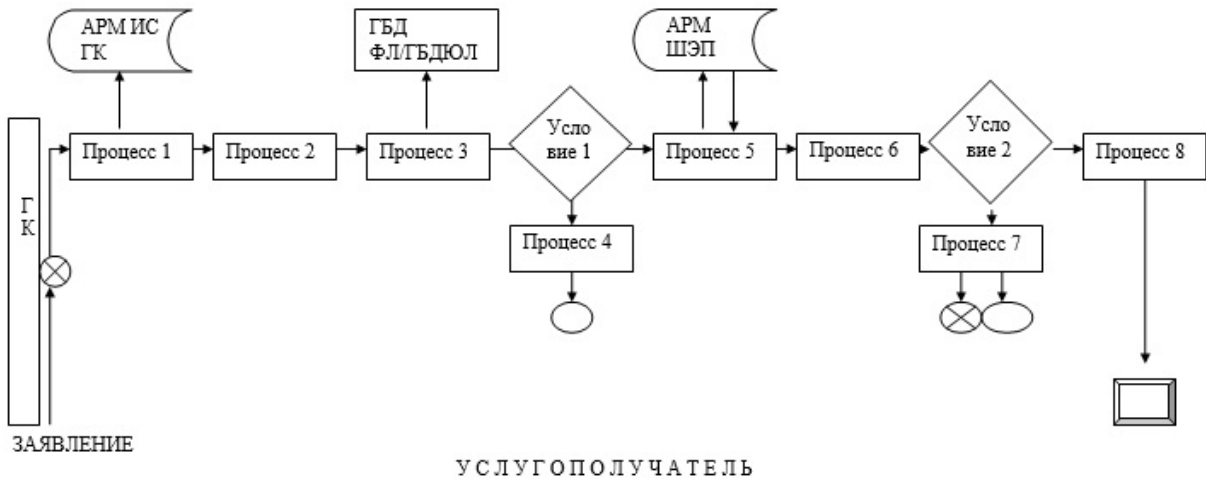 АРМ ИС
ГК
ГБД
ФЛ/ГБДЮЛ
АРМ
ШЭП
Процесс 1
Процесс 2
Процесс 3
Усло
вие 1
Процесс 5
Процесс 6
Усло
вие 2
Процесс 8
Г
К
Процесс 4
Процесс 7
ЗАЯВЛЕНИЕ
У С Л У Г О П О Л У Ч А Т Е Л Ь